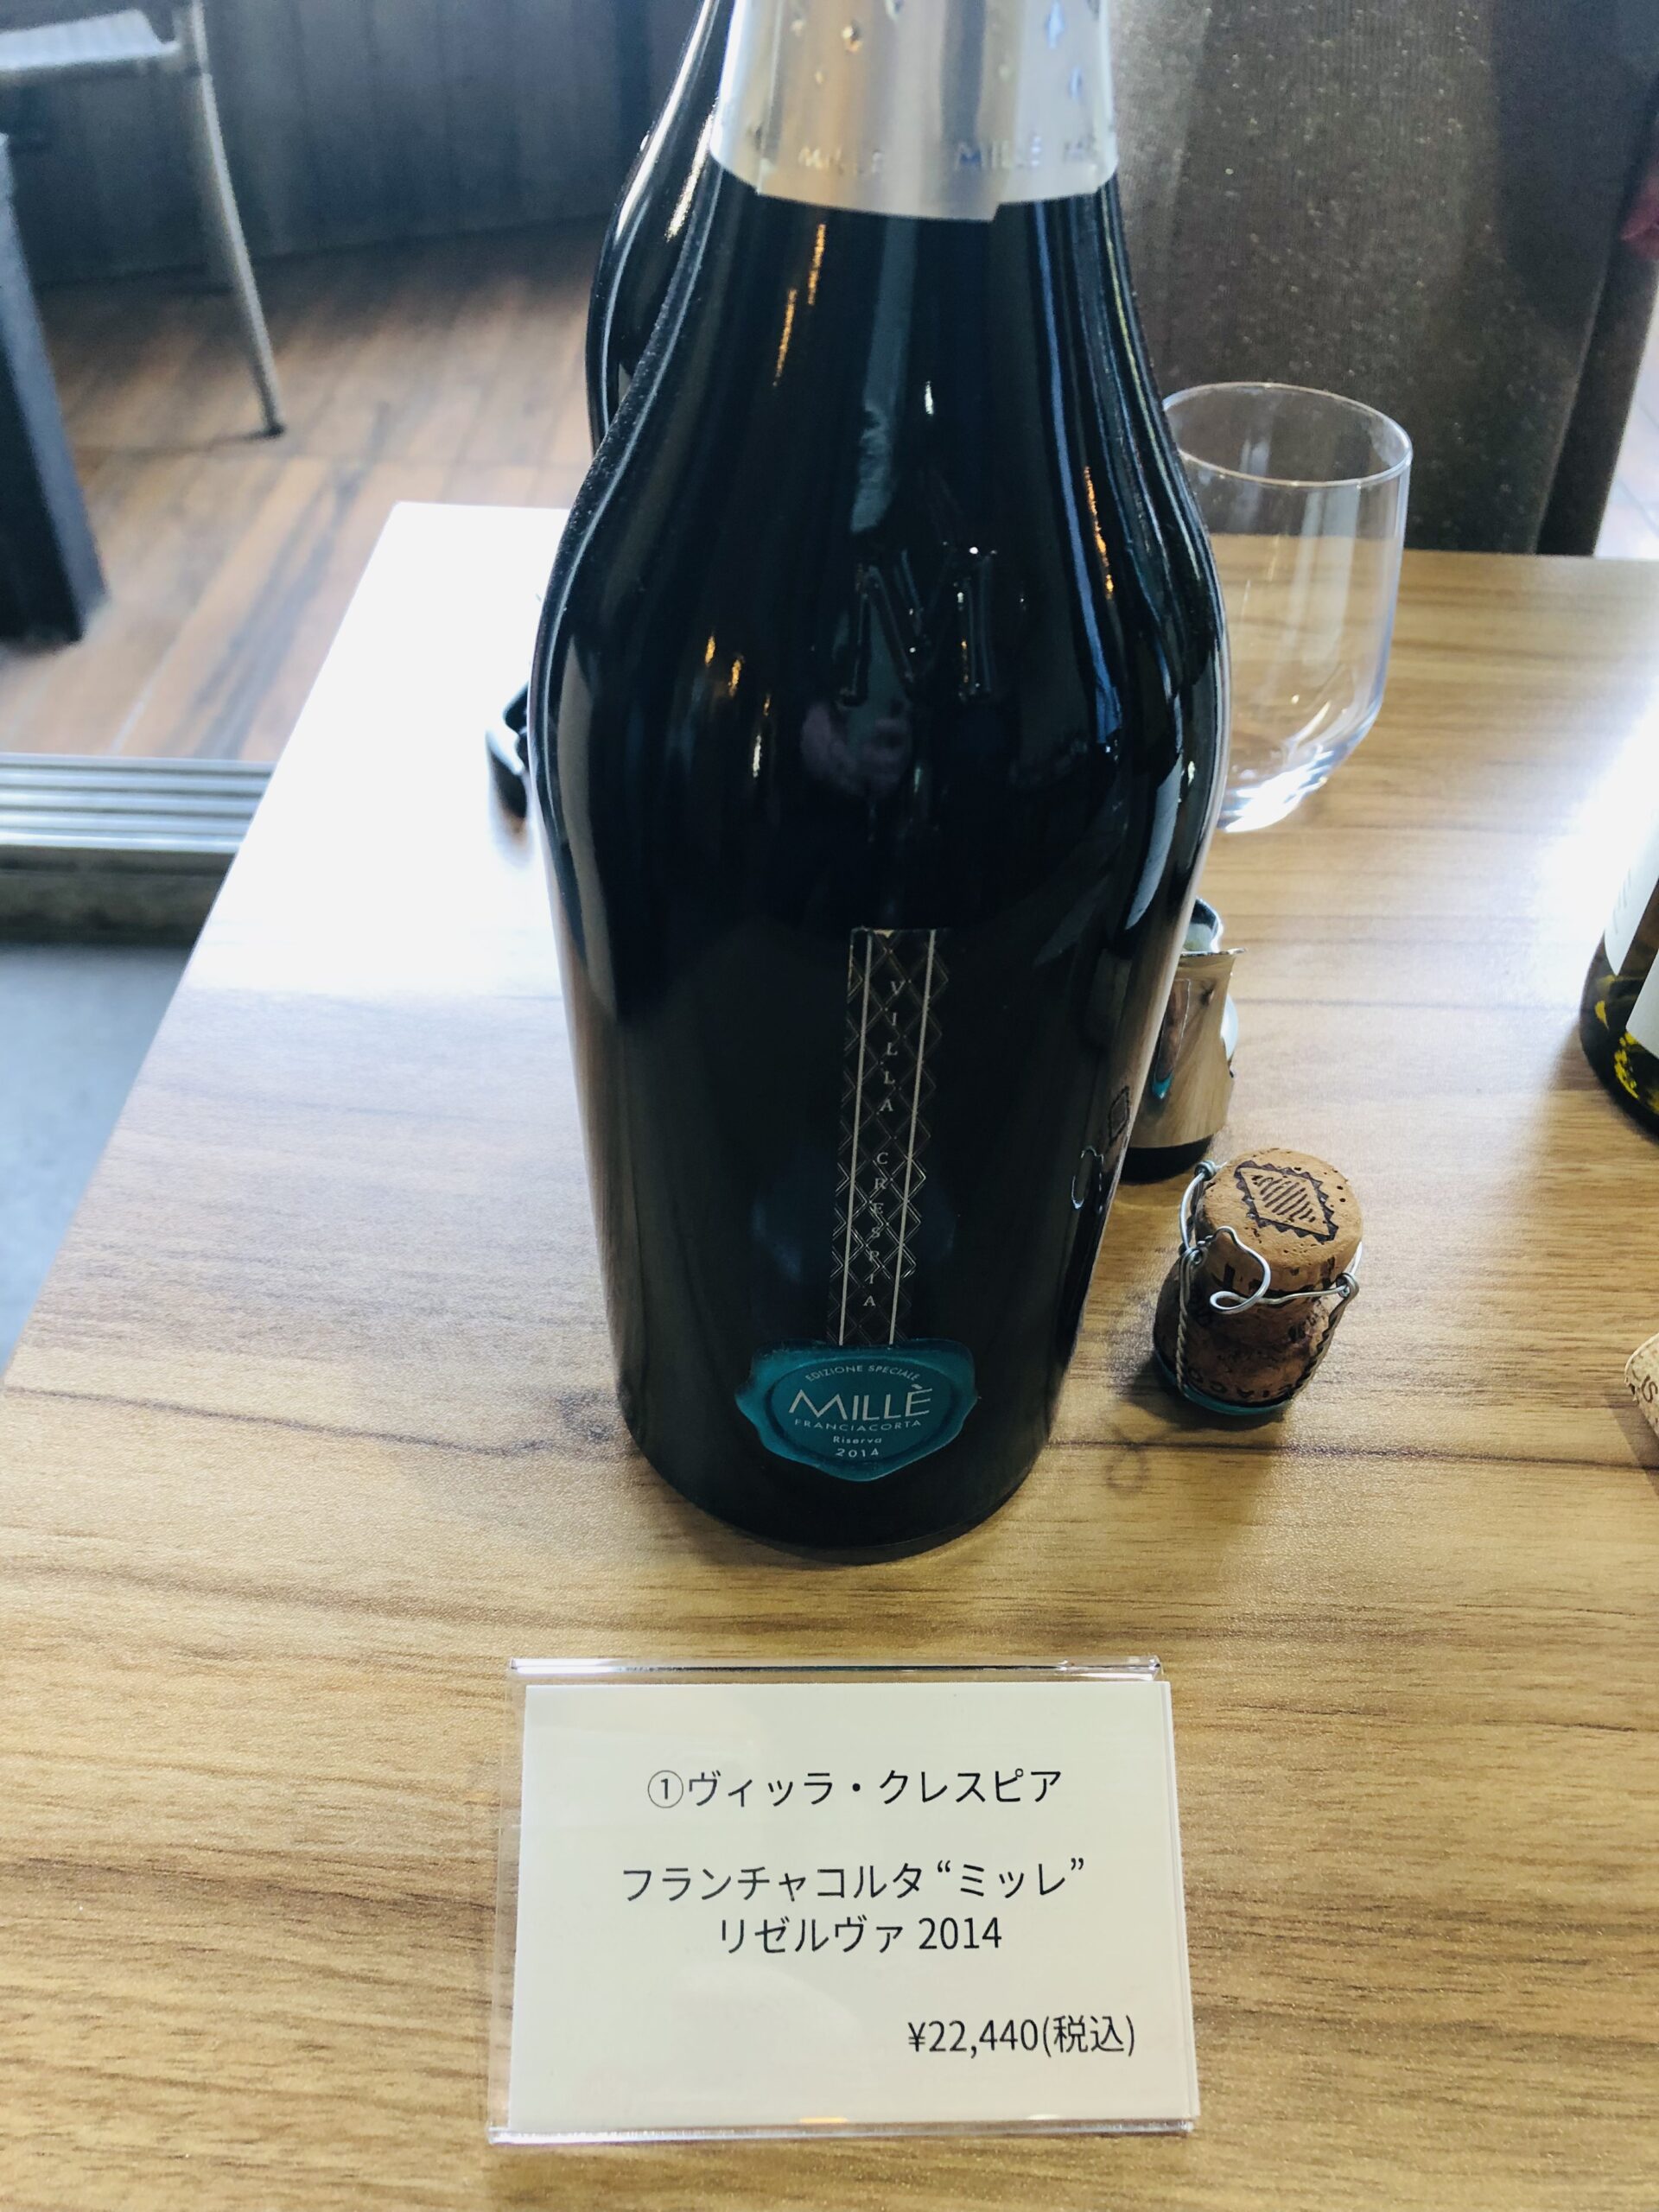 MILLÈ MILLÈ
M
VILLA CRESPIA
EDIZIONE SPECIALE
MILLÈ
FRANCIACORTA
Riserva
2014
①ヴィッラ・クレスピア
フランチャコルタ“ミッレ”
リゼルヴァ 2014
¥22,440(税込)